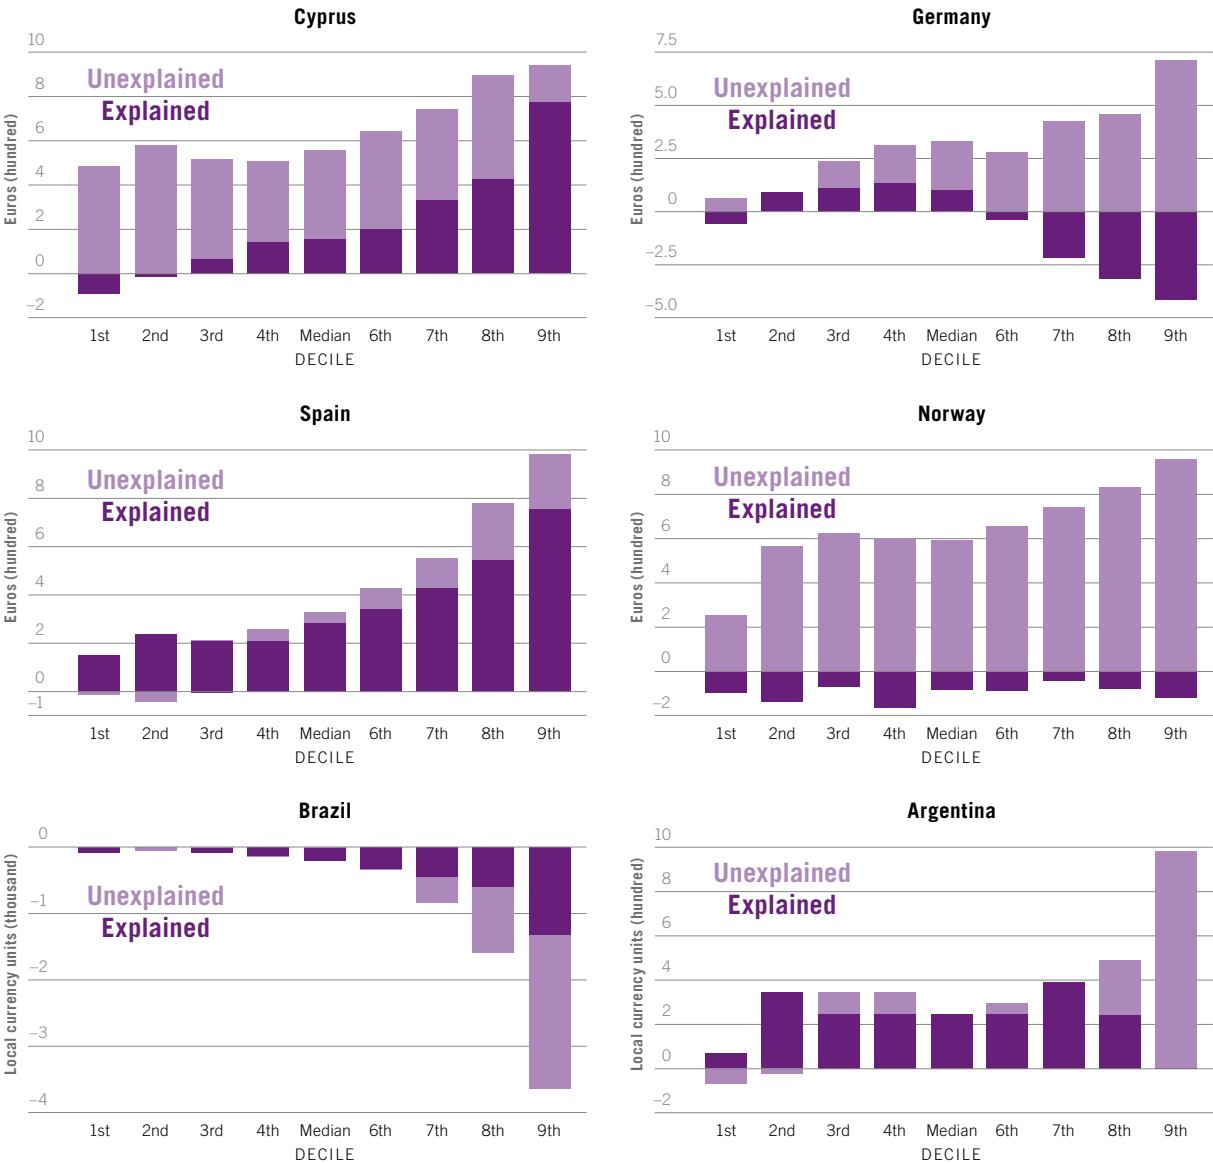 Cyprus
Euros (hundred)
10
8
6
4
2
0
–2
Unexplained
Explained
1st 2nd 3rd 4th Median 6th 7th 8th 9th
DECILE
Germany
Euros (hundred)
7.5
5.0
2.5
0
–2.5
–5.0
Unexplained
Explained
1st 2nd 3rd 4th Median 6th 7th 8th 9th
DECILE
Spain
Euros (hundred)
10
8
6
4
2
0
–1
Unexplained
Explained
1st 2nd 3rd 4th Median 6th 7th 8th 9th
DECILE
Norway
Euros (hundred)
10
8
6
4
2
0
–2
Unexplained
Explained
1st 2nd 3rd 4th Median 6th 7th 8th 9th
DECILE
Brazil
Local currency units (thousand)
0
–1
–2
–3
–4
Unexplained
Explained
1st 2nd 3rd 4th Median 6th 7th 8th 9th
DECILE
Argentina
Local currency units (hundred)
10
8
6
4
2
0
–2
Unexplained
Explained
1st 2nd 3rd 4th Median 6th 7th 8th 9th
DECILE